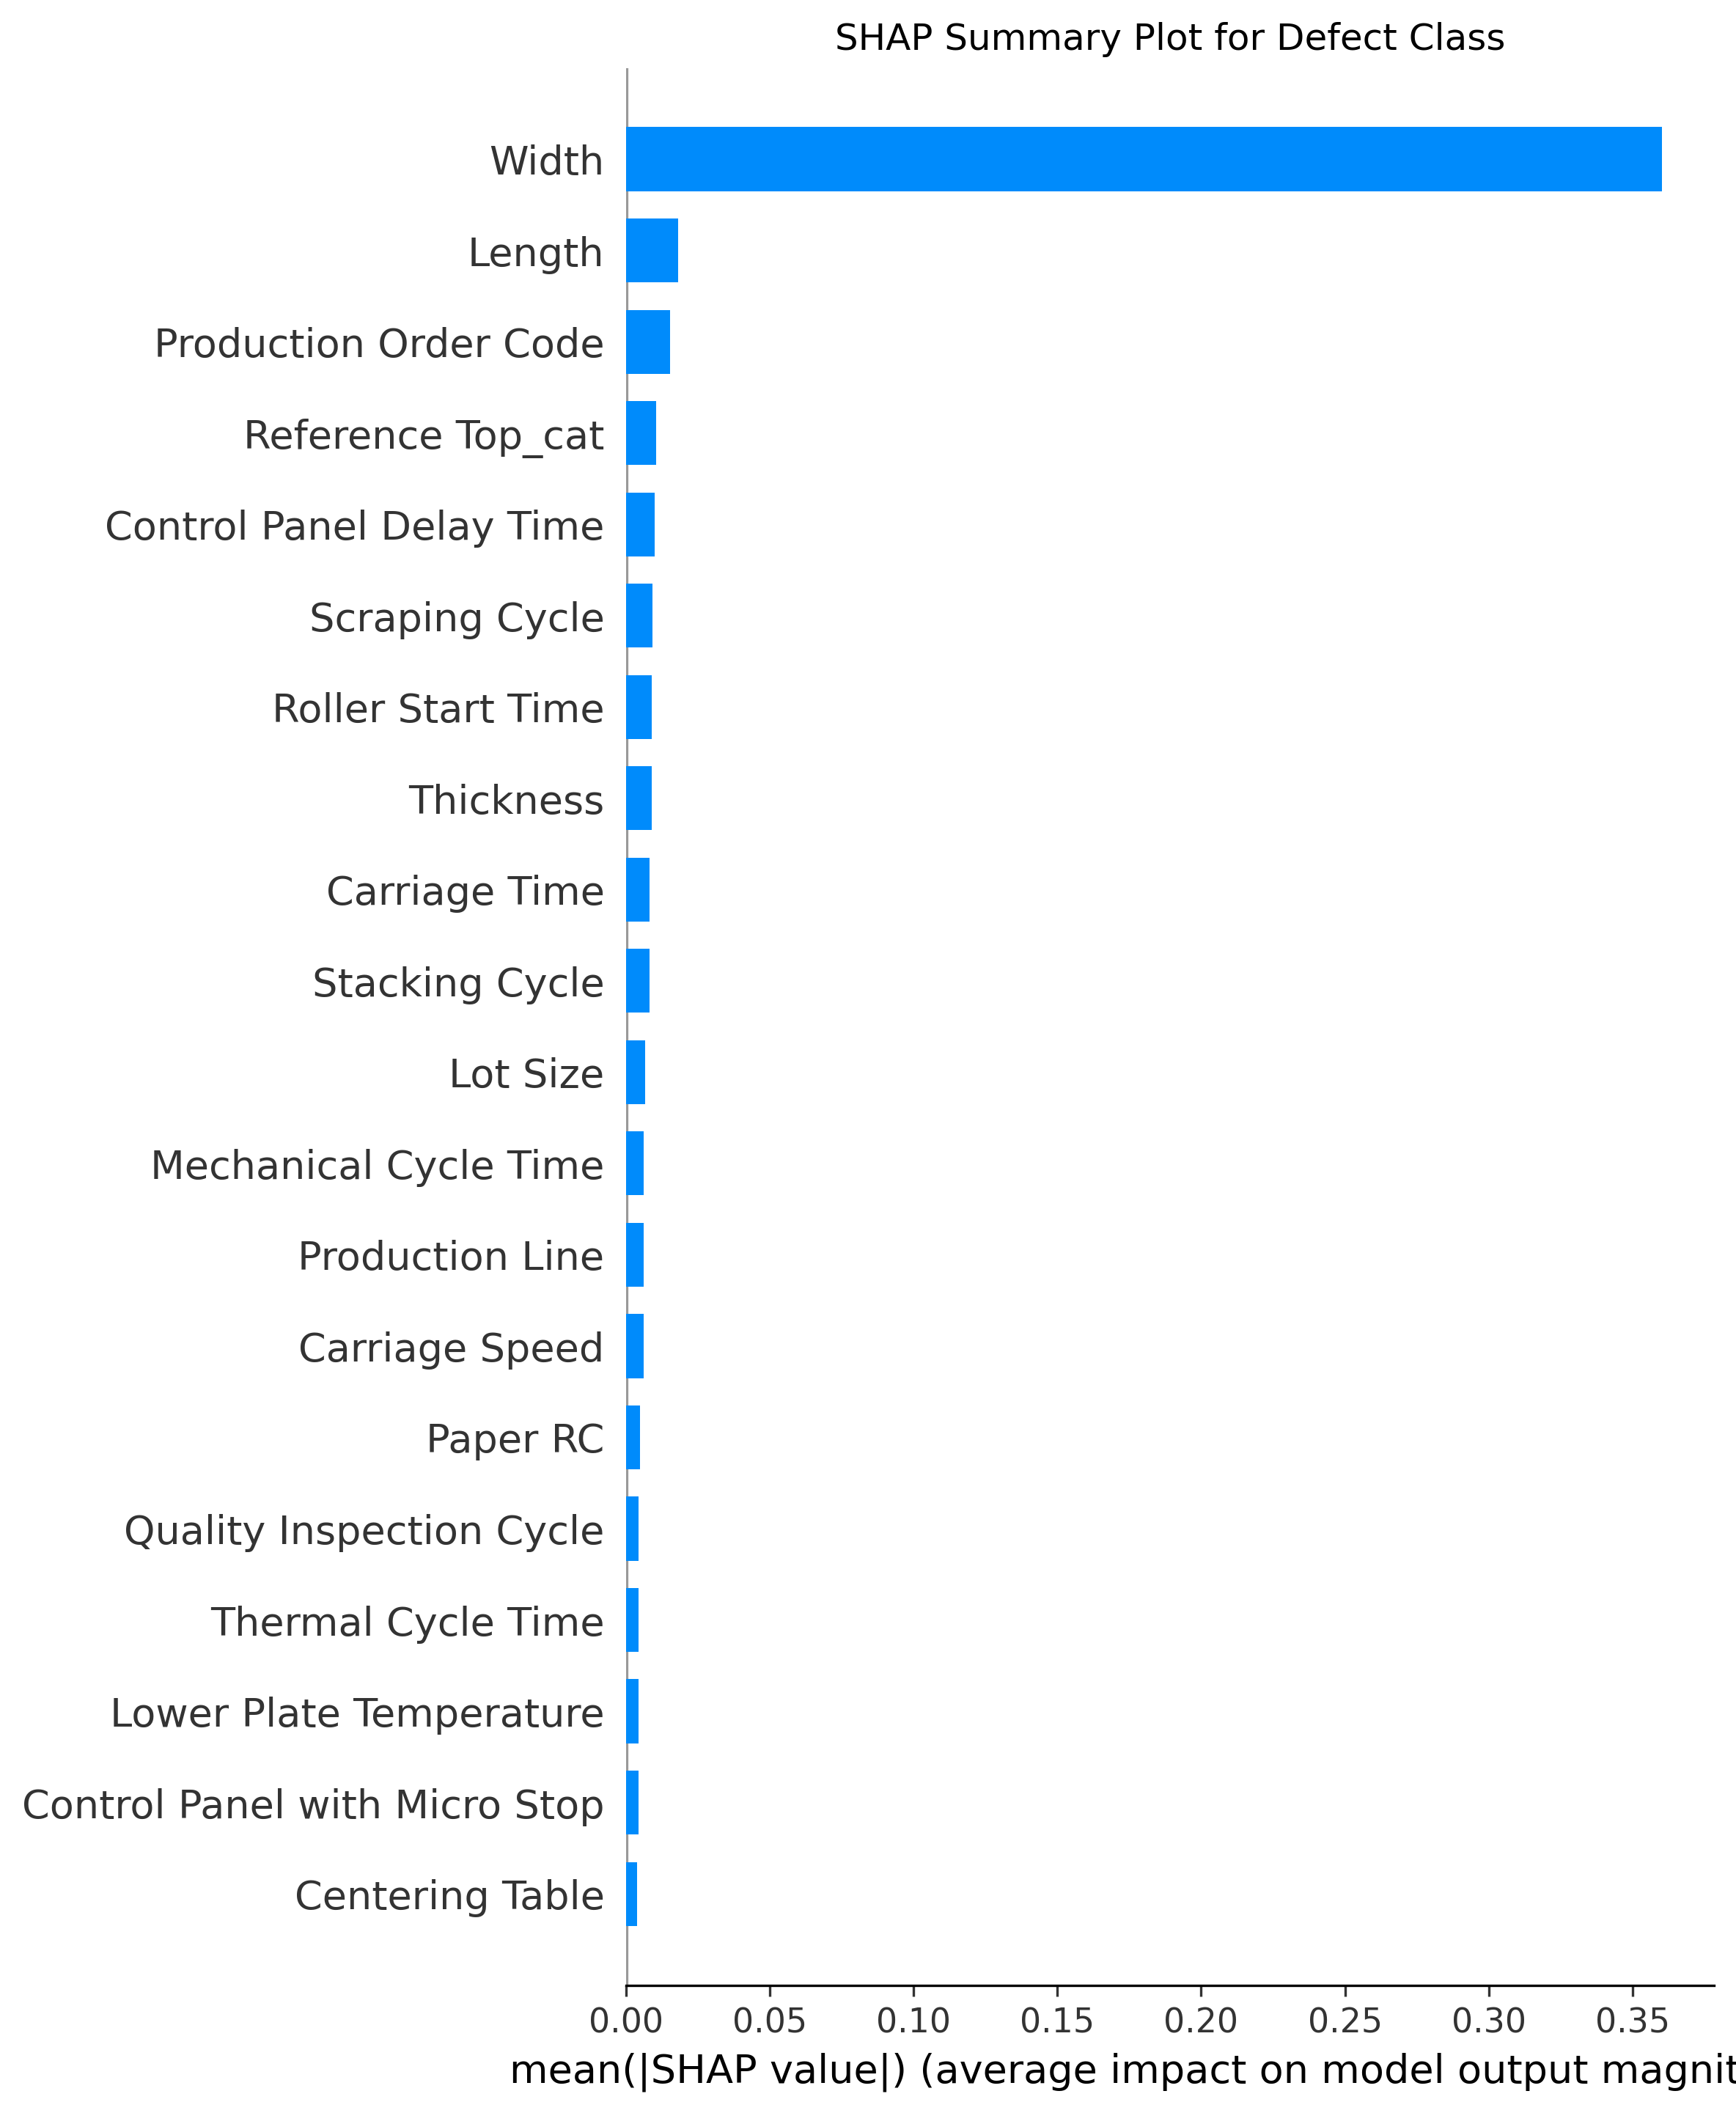 SHAP Summary Plot for Defect Class
Width
Length
Production Order Code
Reference Top_cat
Control Panel Delay Time
Scraping Cycle
Roller Start Time
Thickness
Carriage Time
Stacking Cycle
Lot Size
Mechanical Cycle Time
Production Line
Carriage Speed
Paper RC
Quality Inspection Cycle
Thermal Cycle Time
Lower Plate Temperature
Control Panel with Micro Stop
Centering Table
0.00 0.05 0.10 0.15 0.20 0.25 0.30 0.35
mean(|SHAP value|) (average impact on model output magnit